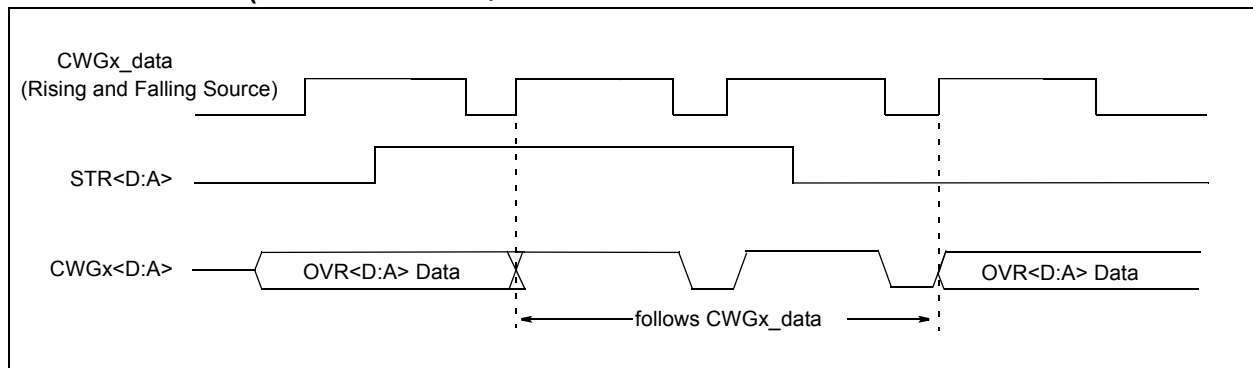 CWGx_data
(Rising and Falling Source)
STR<D:A>
CWGx<D:A>
OVR<D:A> Data
OVR<D:A> Data
follows CWGx_data